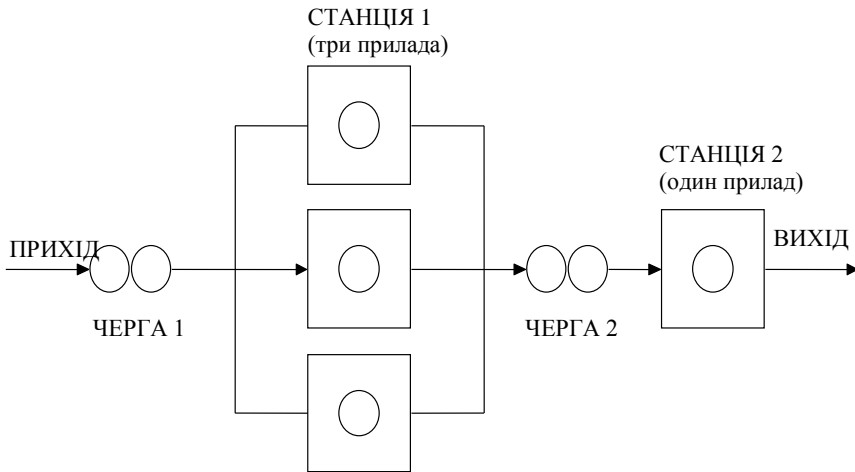 СТАНЦІЯ 1
(три прилада)
СТАНЦІЯ 2
(один прилад)
ПРИХІД
ВИХІД
ЧЕРГА 1
ЧЕРГА 2